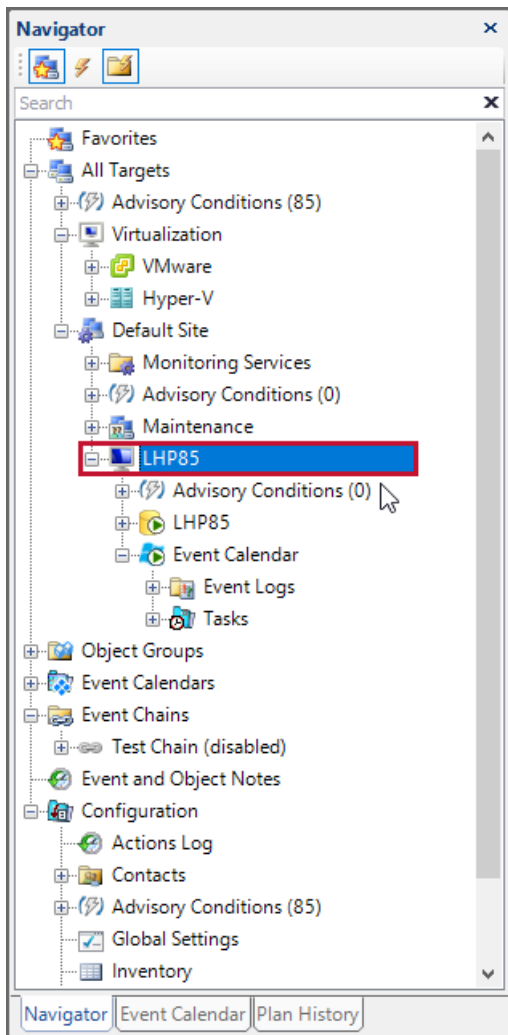 Navigator
Search
Favorites
All Targets
Advisory Conditions (85)
Virtualization
VMware
Hyper-V
Default Site
Monitoring Services
Advisory Conditions (0)
Maintenance
LHP85
Advisory Conditions (0)
LHP85
Event Calendar
Event Logs
Tasks
Object Groups
Event Calendars
Event Chains
Test Chain (disabled)
Event and Object Notes
Configuration
Actions Log
Contacts
Advisory Conditions (85)
Global Settings
Inventory
Navigator Event Calendar Plan History